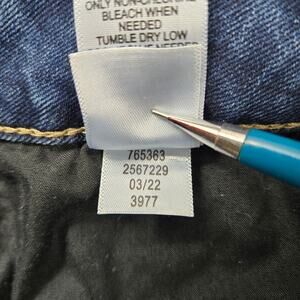 ONLY NON-CHLORINE
BLEACH WHEN
NEEDED
TUMBLE DRY LOW
765363
2567229
03/22
3977